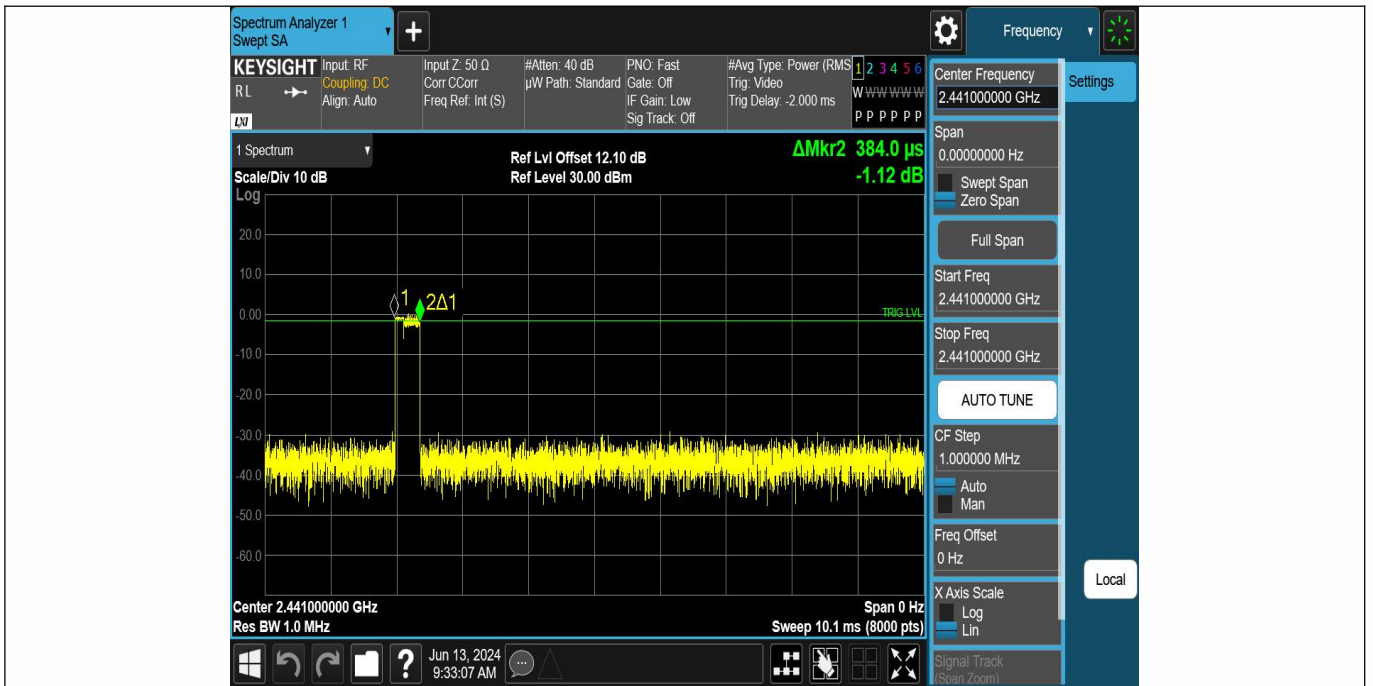 Spectrum Analyzer 1
Swept SA
+
Frequency
KEYSIGHT
RL
LXI
Input: RF
Coupling: DC
Align: Auto
Input Z: 50 Ω
Corr CCorr
Freq Ref: Int (S)
#Atten: 40 dB
µW Path: Standard
PNO: Fast
Gate: Off
IF Gain: Low
Sig Track: Off
#Avg Type: Power (RMS
Trig: Video
Trig Delay: -2.000 ms
1 2 3 4 5 6
W W W W W W
P P P P P P
1 Spectrum
Scale/Div 10 dB
Log
Ref Lvl Offset 12.10 dB
Ref Level 30.00 dBm
ΔMkr2 384.0 µs
-1.12 dB
20.0
10.0
0.00
-10.0
-20.0
-30.0
-40.0
-50.0
-60.0
1
2Δ1
TRIG LVL
Center 2.441000000 GHz
Res BW 1.0 MHz
Span 0 Hz
Sweep 10.1 ms (8000 pts)
?
Jun 13, 2024
9:33:07 AM
Center Frequency
2.441000000 GHz
Settings
Span
0.00000000 Hz
Swept Span
Zero Span
Full Span
Start Freq
2.441000000 GHz
Stop Freq
2.441000000 GHz
AUTO TUNE
CF Step
1.000000 MHz
Auto
Man
Freq Offset
0 Hz
Local
X Axis Scale
Log
Lin
Signal Track
(Span Zoom)